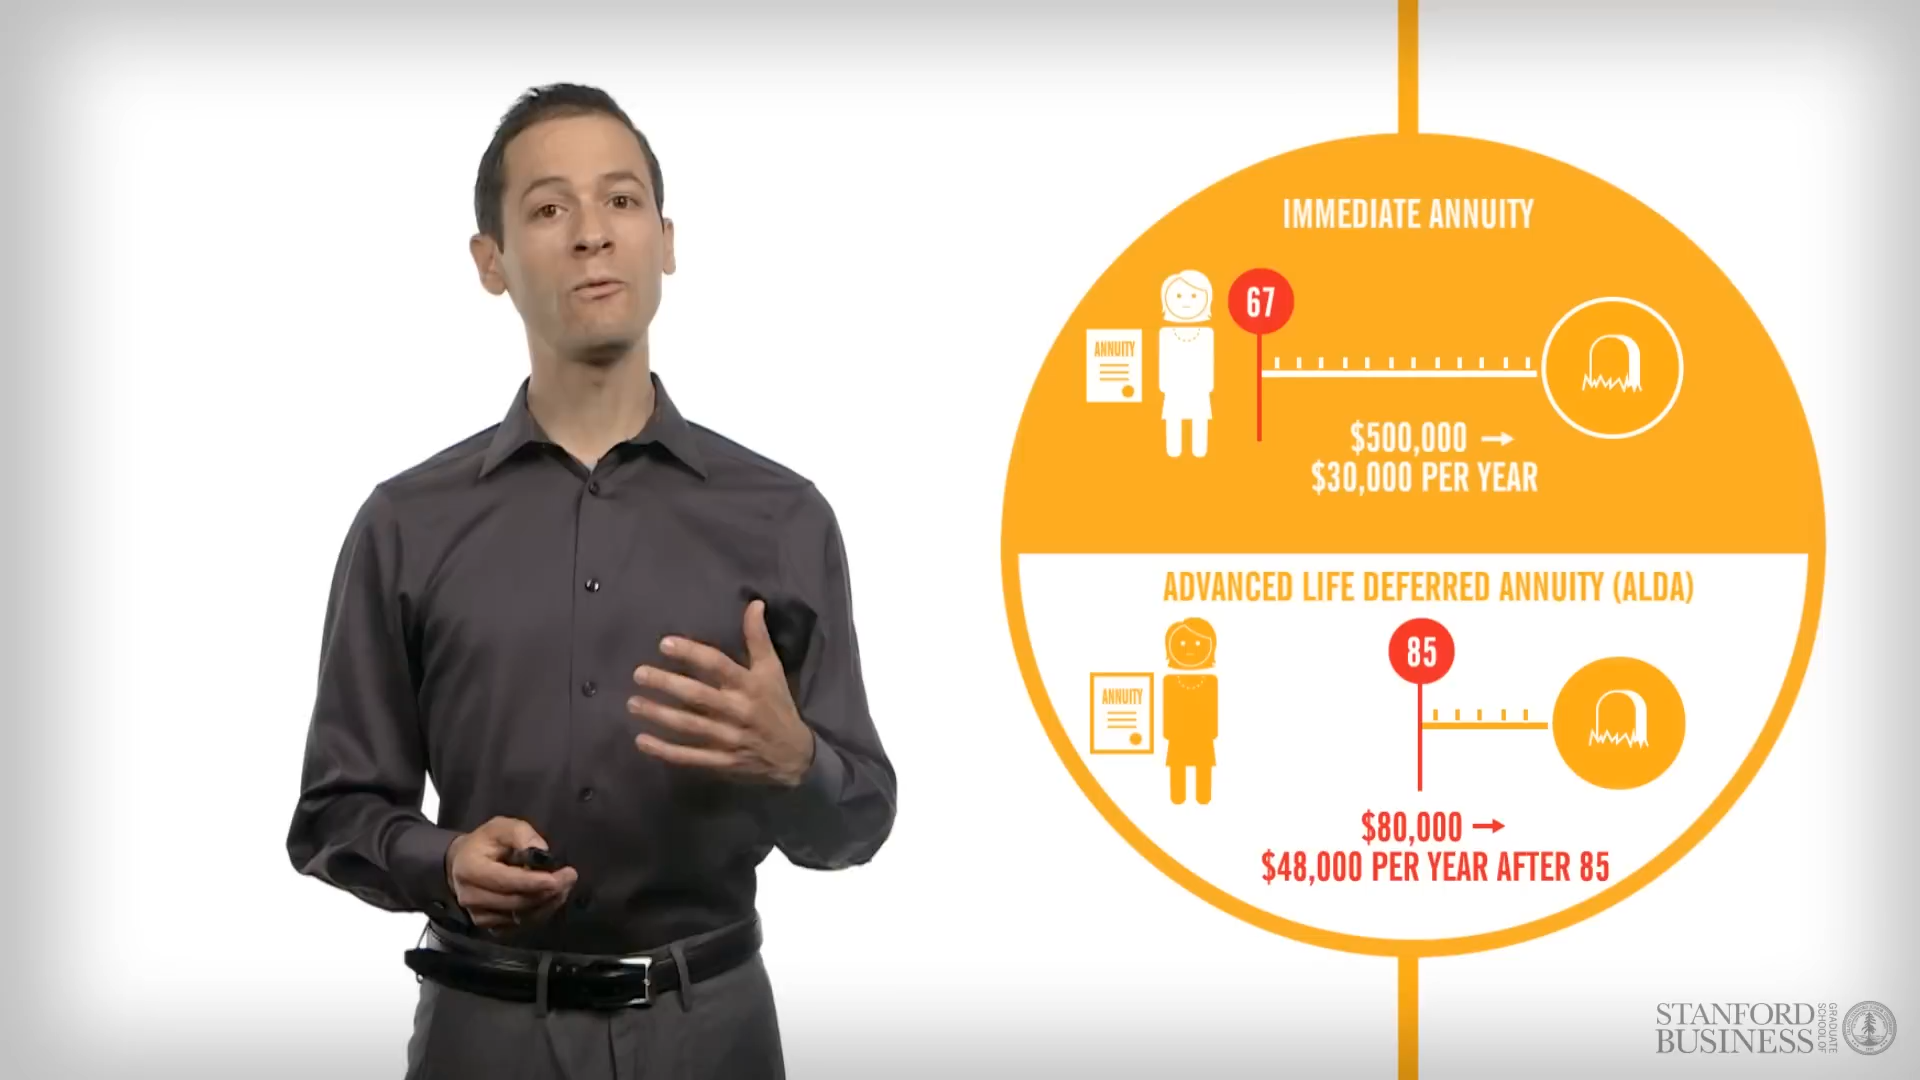 IMMEDIATE ANNUITY
67
ANNUITY
$500,000 →
$30,000 PER YEAR
ADVANCED LIFE DEFERRED ANNUITY (ALDA)
85
ANNUITY
$80,000 →
$48,000 PER YEAR AFTER 85
STANFORD
BUSINESS
GRADUATE
SCHOOL OF